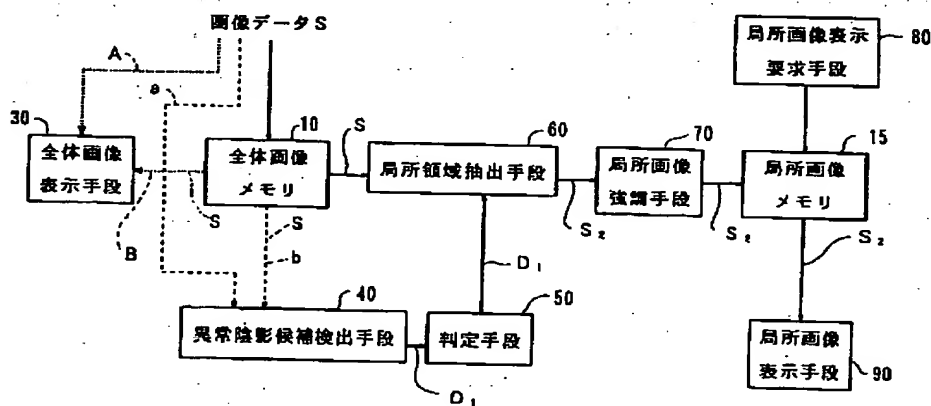 画像データS
A
a
30
全体画像
表示手段
B
S
10
全体画像
メモリ
S
S
b
60
局所領域抽出手段
S₂
70
局所画像
強調手段
S₂
局所画像表示
要求手段
80
15
局所画像
メモリ
S₂
D₁
40
異常陰影候補検出手段
D₁
50
判定手段
局所画像
表示手段
90